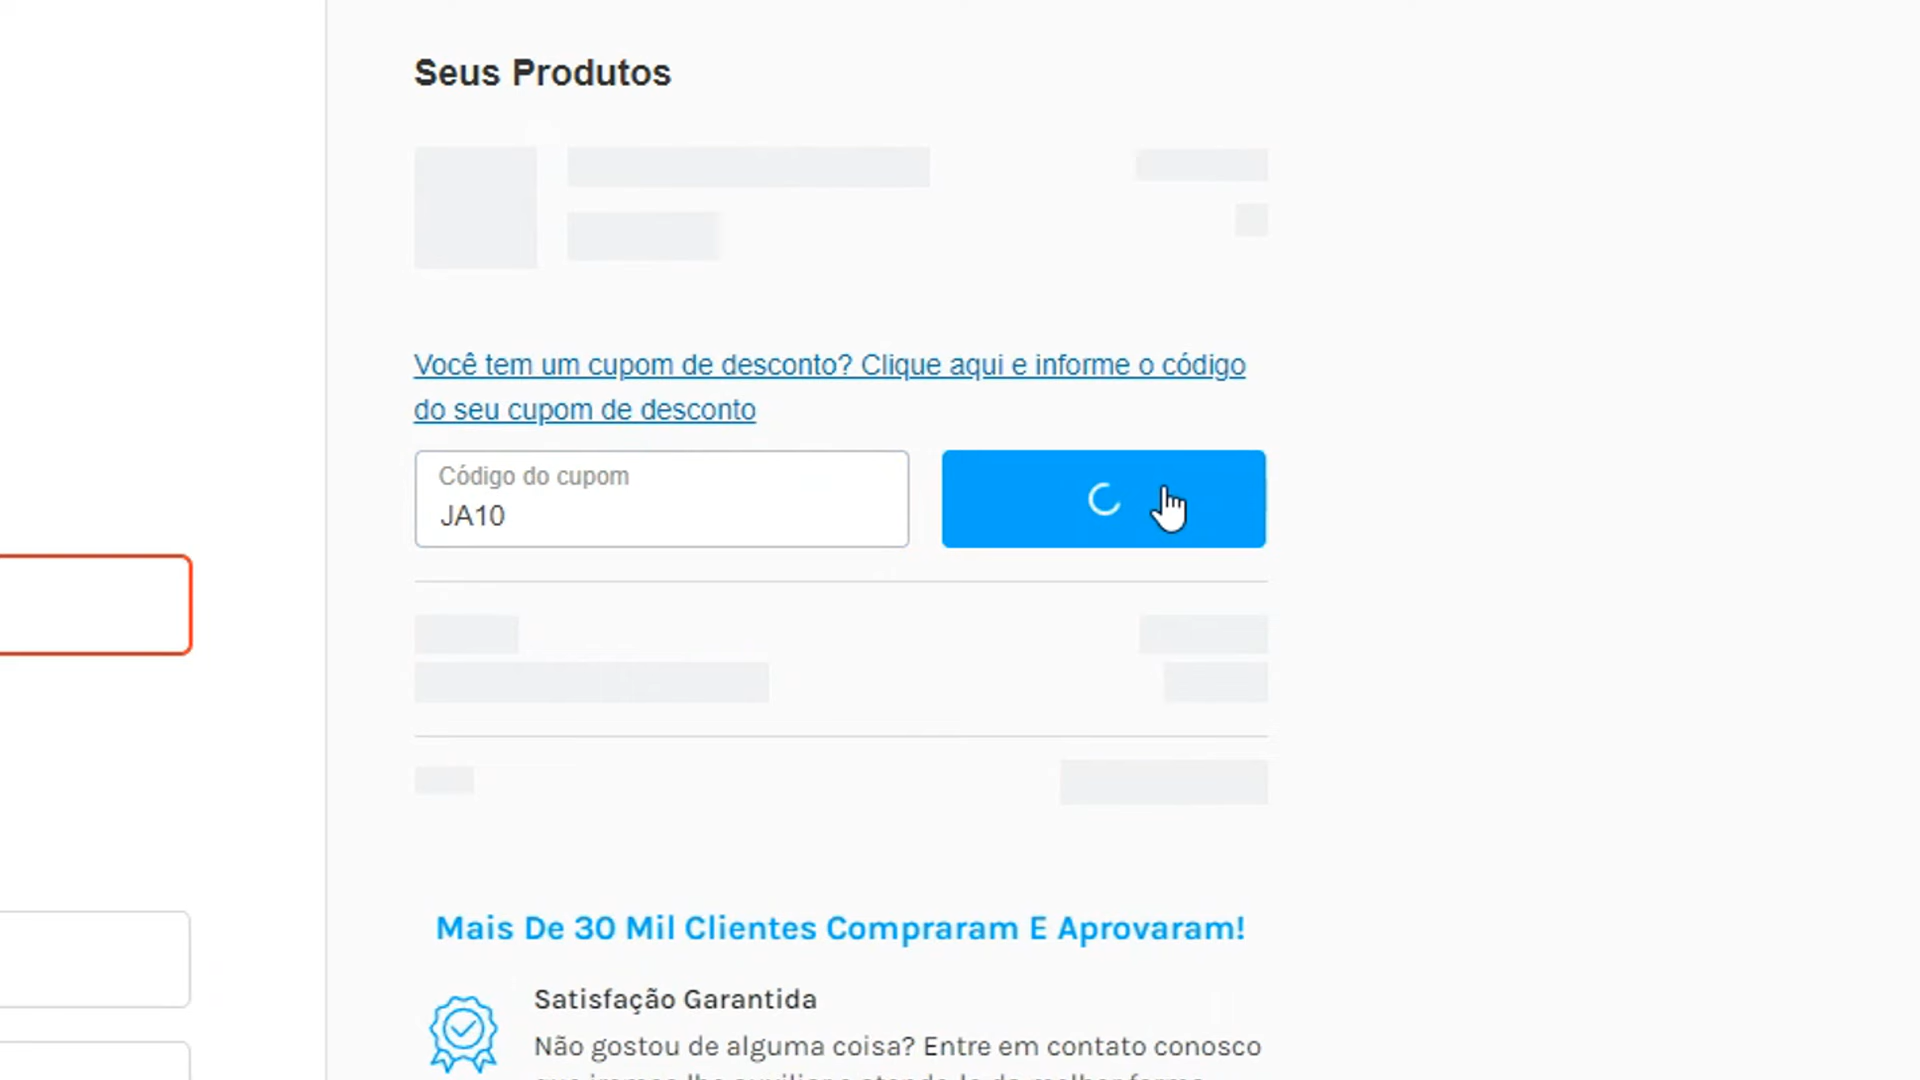 Seus Produtos
Você tem um cupom de desconto? Clique aqui e informe o código
do seu cupom de desconto
Código do cupom
JA10
Mais De 30 Mil Clientes Compraram E Aprovaram!
Satisfação Garantida
Não gostou de alguma coisa? Entre em contato conosco